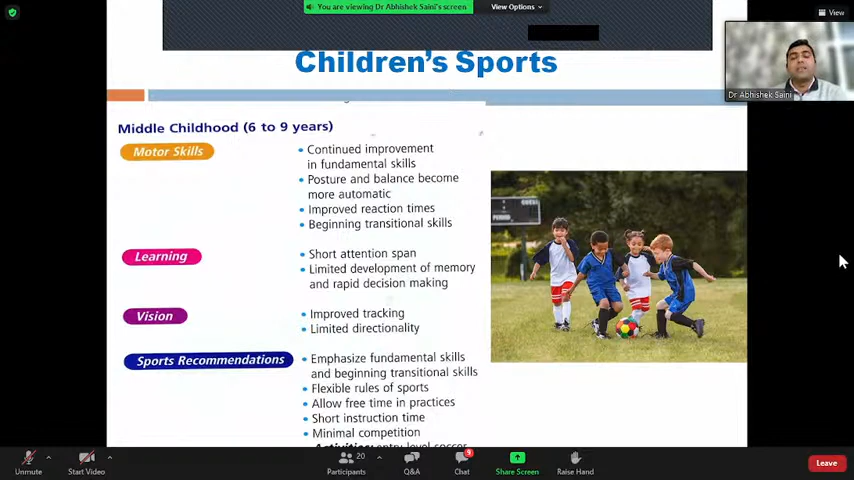 You are viewing Dr Abhishek Saini's screen
View Options
View
Children's Sports
Dr Abhishek Saini
Middle Childhood (6 to 9 years)
Motor Skills
• Continued improvement
in fundamental skills
• Posture and balance become
more automatic
• Improved reaction times
• Beginning transitional skills
Learning
• Short attention span
• Limited development of memory
and rapid decision making
Vision
• Improved tracking
• Limited directionality
Sports Recommendations
• Emphasize fundamental skills
and beginning transitional skills
• Flexible rules of sports
• Allow free time in practices
• Short instruction time
• Minimal competition
Activities: entry-level soccer
Unmute
Start Video
20
Participants
Q&A
9
Chat
Share Screen
Raise Hand
Leave